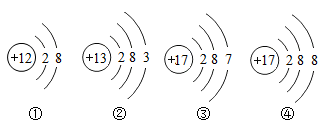 +12 2 8
+13 2 8 3
+17 2 8 7
+17 2 8 8
① ② ③ ④